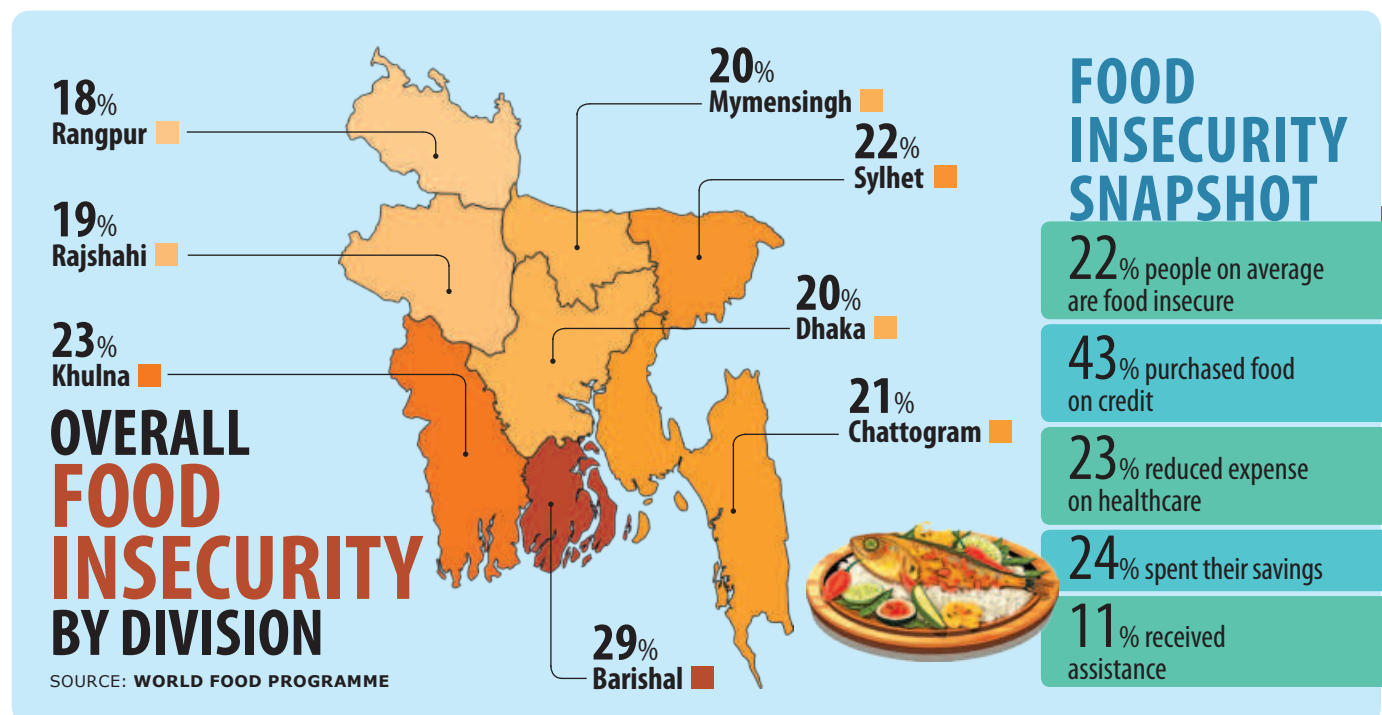 18%
Rangpur
19%
Rajshahi
23%
Khulna
OVERALL
FOOD
INSECURITY
BY DIVISION
SOURCE: WORLD FOOD PROGRAMME
20%
Mymensingh
22%
Sylhet
20%
Dhaka
21%
Chattogram
29%
Barishal
FOOD
INSECURITY
SNAPSHOT
22% people on average
are food insecure
43% purchased food
on credit
23% reduced expense
on healthcare
24% spent their savings
11% received
assistance